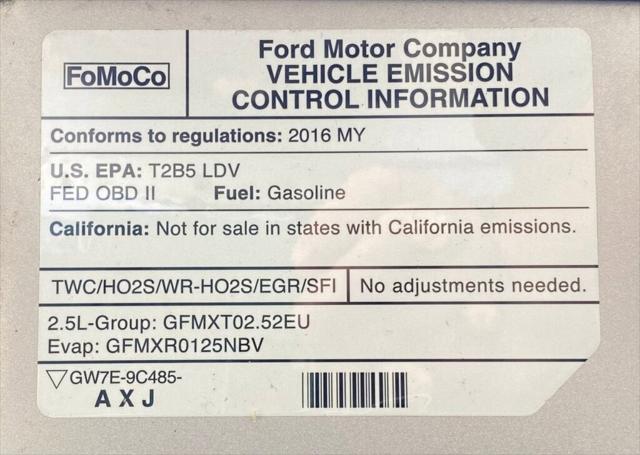 FoMoCo
Ford Motor Company
VEHICLE EMISSION
CONTROL INFORMATION
Conforms to regulations: 2016 MY
U.S. EPA: T2B5 LDV
FED OBD II Fuel: Gasoline
California: Not for sale in states with California emissions.
TWC/HO2S/WR-HO2S/EGR/SFI No adjustments needed.
2.5L-Group: GFMXT02.52EU
Evap: GFMXR0125NBV
▽GW7E-9C485-
A X J